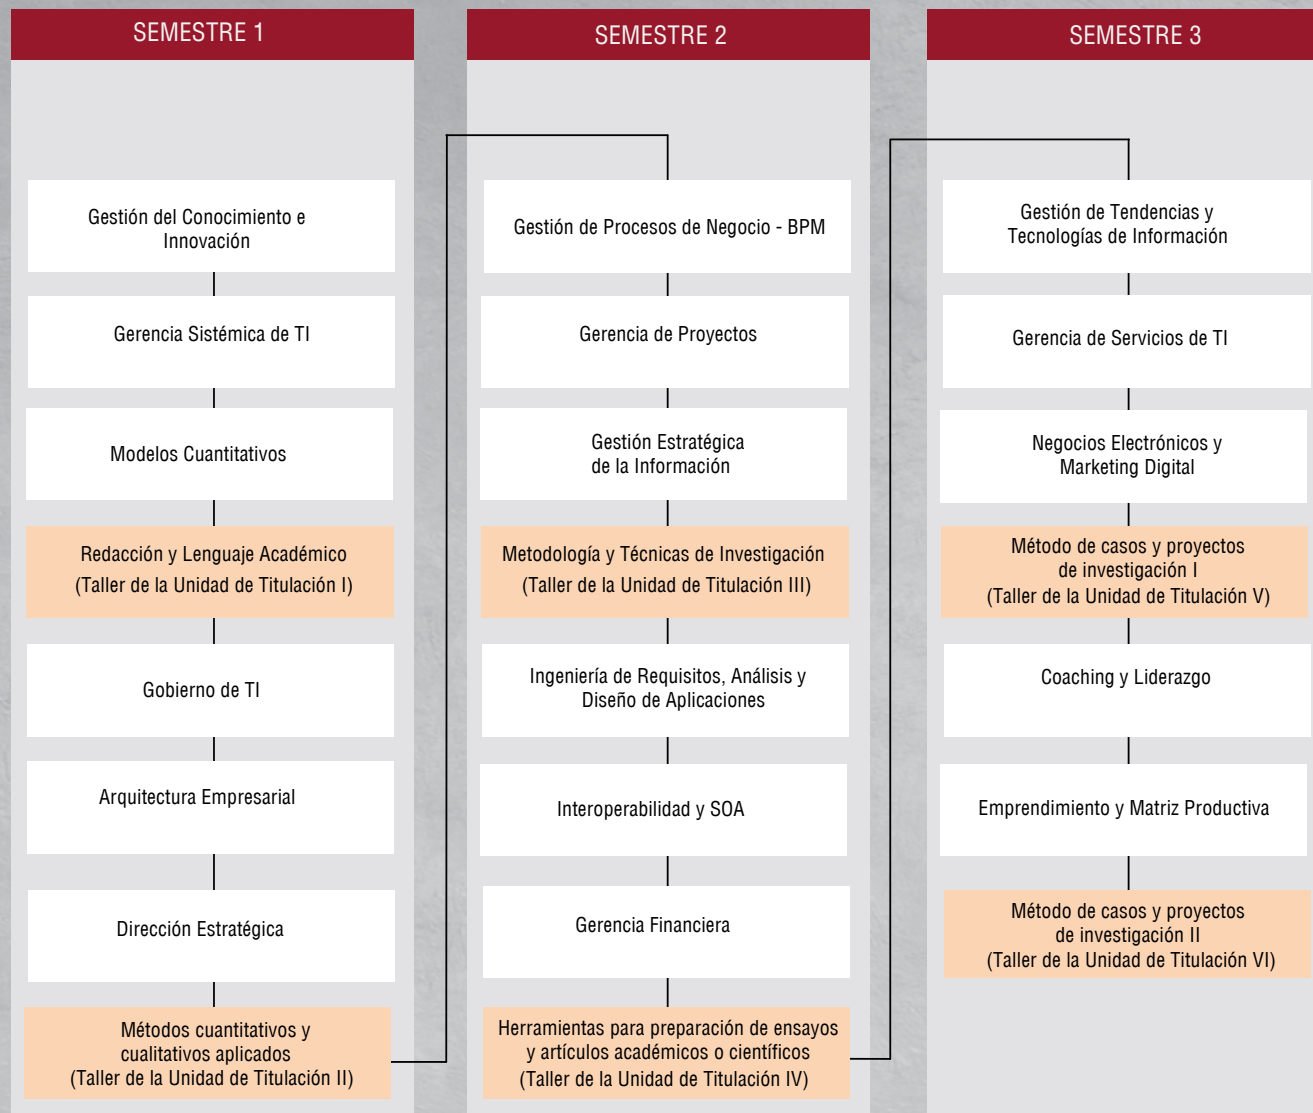 SEMESTRE 1
Gestión del Conocimiento e
Innovación
Gerencia Sistémica de TI
Modelos Cuantitativos
Redacción y Lenguaje Académico
(Taller de la Unidad de Titulación I)
Gobierno de TI
Arquitectura Empresarial
Dirección Estratégica
Métodos cuantitativos y
cualitativos aplicados
(Taller de la Unidad de Titulación II)
SEMESTRE 2
Gestión de Procesos de Negocio - BPM
Gerencia de Proyectos
Gestión Estratégica
de la Información
Metodología y Técnicas de Investigación
(Taller de la Unidad de Titulación III)
Ingeniería de Requisitos, Análisis y
Diseño de Aplicaciones
Interoperabilidad y SOA
Gerencia Financiera
Herramientas para preparación de ensayos
y artículos académicos o científicos
(Taller de la Unidad de Titulación IV)
SEMESTRE 3
Gestión de Tendencias y
Tecnologías de Información
Gerencia de Servicios de TI
Negocios Electrónicos y
Marketing Digital
Método de casos y proyectos
de investigación I
(Taller de la Unidad de Titulación V)
Coaching y Liderazgo
Emprendimiento y Matriz Productiva
Método de casos y proyectos
de investigación II
(Taller de la Unidad de Titulación VI)